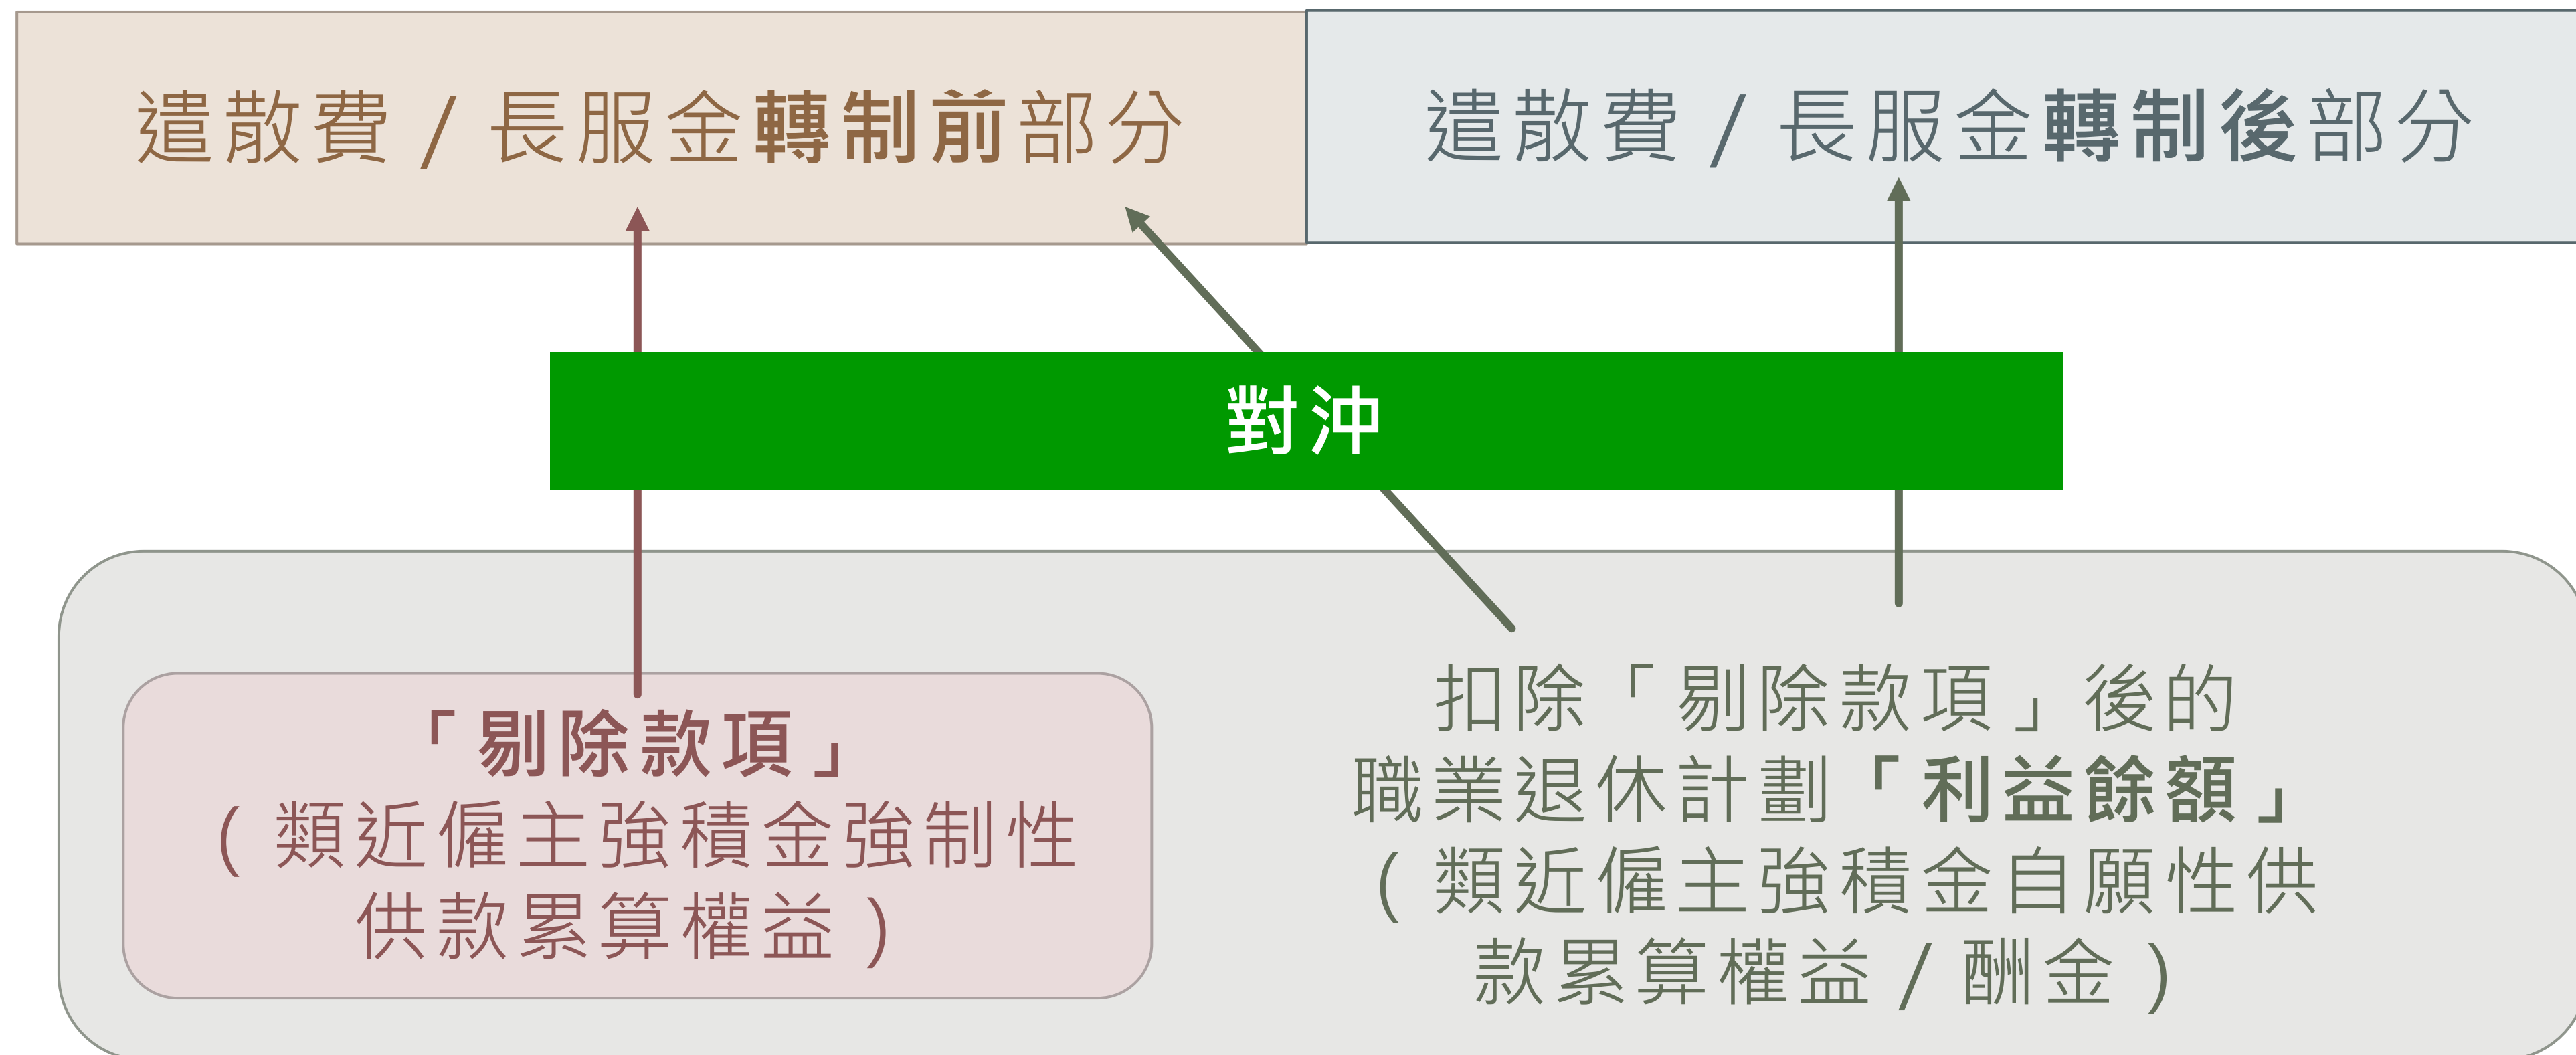 遣散費/長服金轉制前部分
遣散費/長服金轉制後部分
對沖
「剔除款項」
(類近僱主強積金強制性
供款累算權益)
扣除「剔除款項」後的
職業退休計劃「利益餘額」
(類近僱主強積金自願性供
款累算權益/酬金)